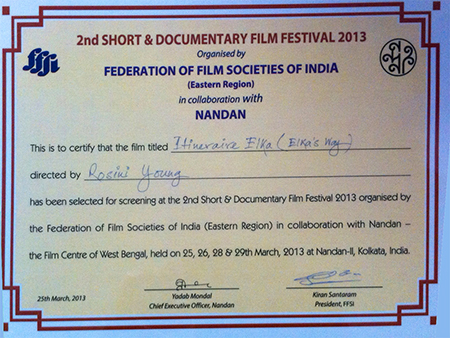 2nd SHORT & DOCUMENTARY FILM FESTIVAL 2013
Organised by
FEDERATION OF FILM SOCIETIES OF INDIA
(Eastern Region)
in collaboration with
NANDAN
This is to certify that the film titled Itineraire Elka (Elka's Way)
directed by Rosini Young
has been selected for screening at the 2nd Short & Documentary Film Festival 2013 organised by
the Federation of Film Societies of India (Eastern Region) in collaboration with Nandan –
the Film Centre of West Bengal, held on 25, 26, 28 & 29th March, 2013 at Nandan-II, Kolkata, India.
25th March, 2013
Yadab Mondal
Chief Executive Officer, Nandan
Kiran Santaram
President, FFSI